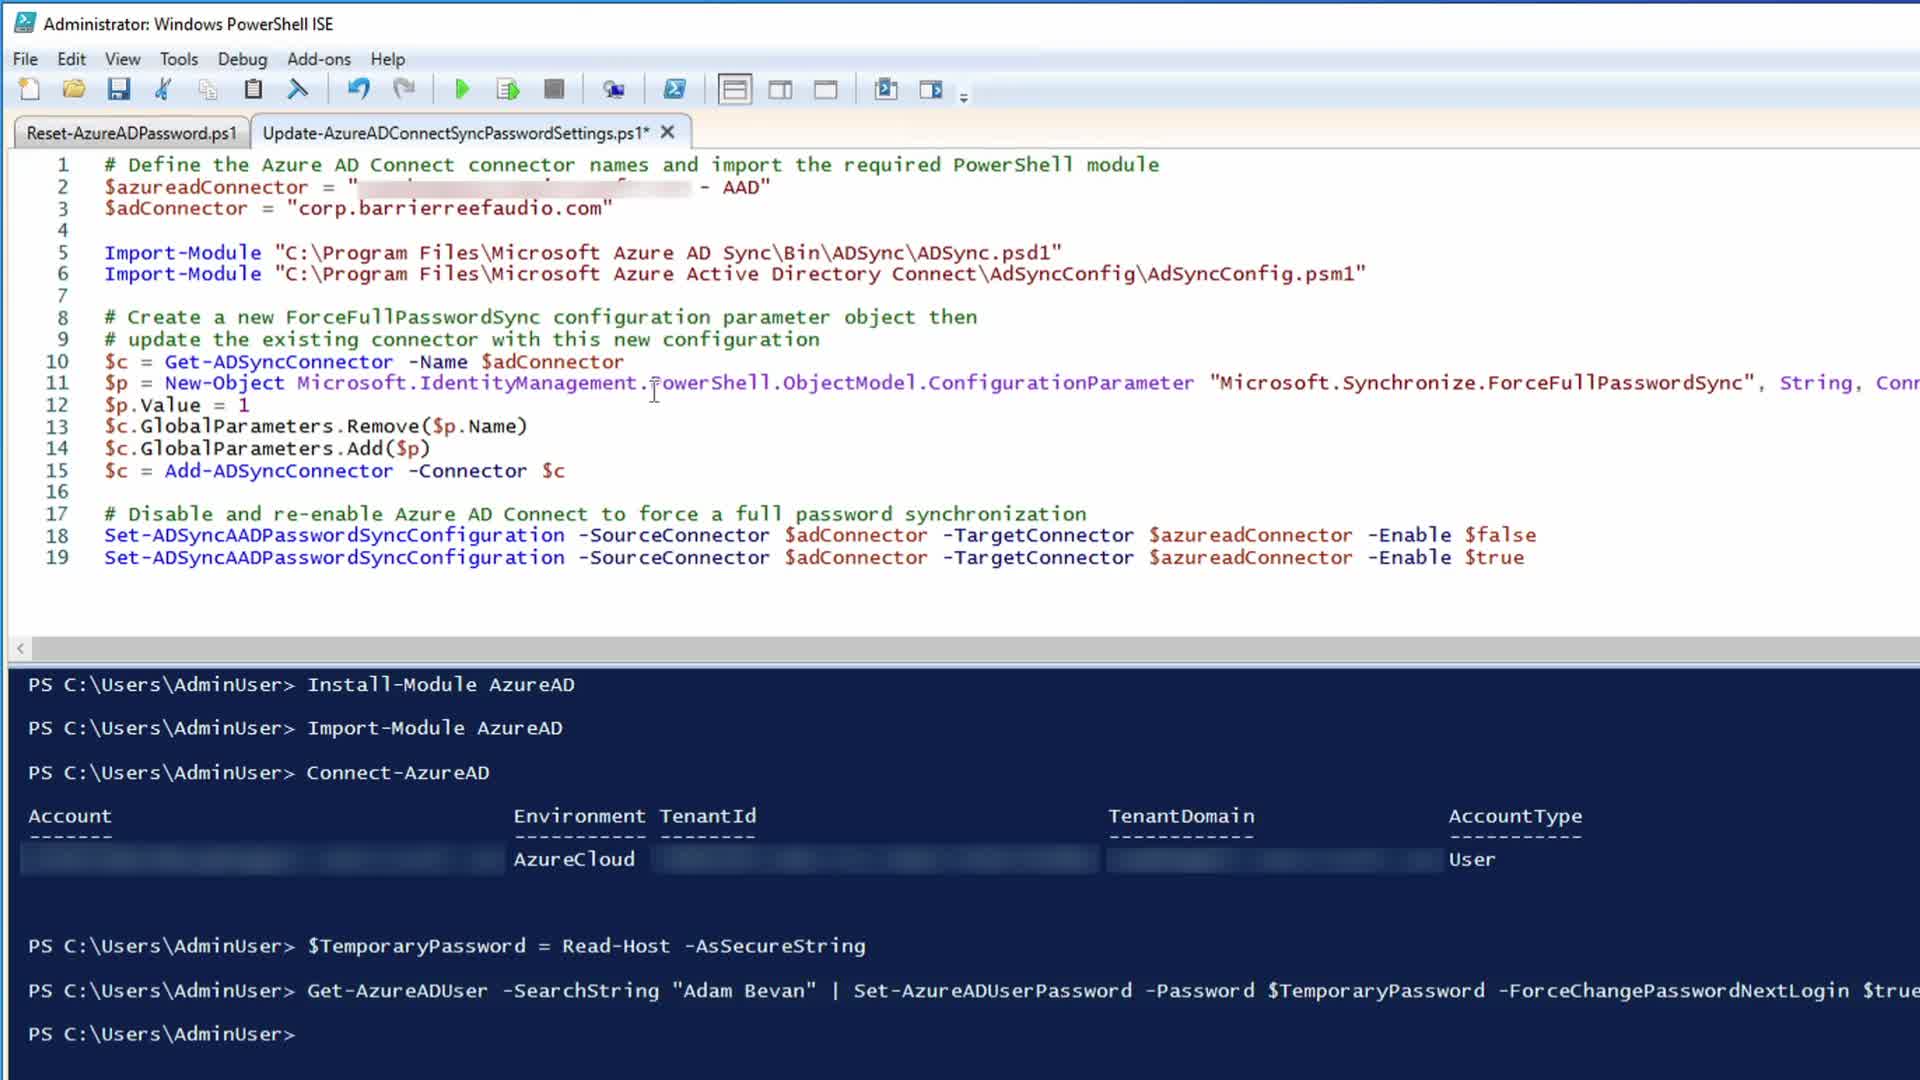 Administrator: Windows PowerShell ISE
File Edit View Tools Debug Add-ons Help
Reset-AzureADPassword.ps1 Update-AzureADConnectSyncPasswordSettings.ps1* ✕
1 # Define the Azure AD Connect connector names and import the required PowerShell module
2 $azureadConnector = " - AAD"
3 $adConnector = "corp.barrierreefaudio.com"
4
5 Import-Module "C:\Program Files\Microsoft Azure AD Sync\Bin\ADSync\ADSync.psd1"
6 Import-Module "C:\Program Files\Microsoft Azure Active Directory Connect\AdSyncConfig\AdSyncConfig.psm1"
7
8 # Create a new ForceFullPasswordSync configuration parameter object then
9 # update the existing connector with this new configuration
10 $c = Get-ADSyncConnector -Name $adConnector
11 $p = New-Object Microsoft.IdentityManagement.PowerShell.ObjectModel.ConfigurationParameter "Microsoft.Synchronize.ForceFullPasswordSync", String, Conn
12 $p.Value = 1
13 $c.GlobalParameters.Remove($p.Name)
14 $c.GlobalParameters.Add($p)
15 $c = Add-ADSyncConnector -Connector $c
16
17 # Disable and re-enable Azure AD Connect to force a full password synchronization
18 Set-ADSyncAADPasswordSyncConfiguration -SourceConnector $adConnector -TargetConnector $azureadConnector -Enable $false
19 Set-ADSyncAADPasswordSyncConfiguration -SourceConnector $adConnector -TargetConnector $azureadConnector -Enable $true
PS C:\Users\AdminUser> Install-Module AzureAD
PS C:\Users\AdminUser> Import-Module AzureAD
PS C:\Users\AdminUser> Connect-AzureAD
Account Environment TenantId TenantDomain AccountType
------- ----------- -------- ------------ -----------
AzureCloud User
PS C:\Users\AdminUser> $TemporaryPassword = Read-Host -AsSecureString
PS C:\Users\AdminUser> Get-AzureADUser -SearchString "Adam Bevan" | Set-AzureADUserPassword -Password $TemporaryPassword -ForceChangePasswordNextLogin $true
PS C:\Users\AdminUser>